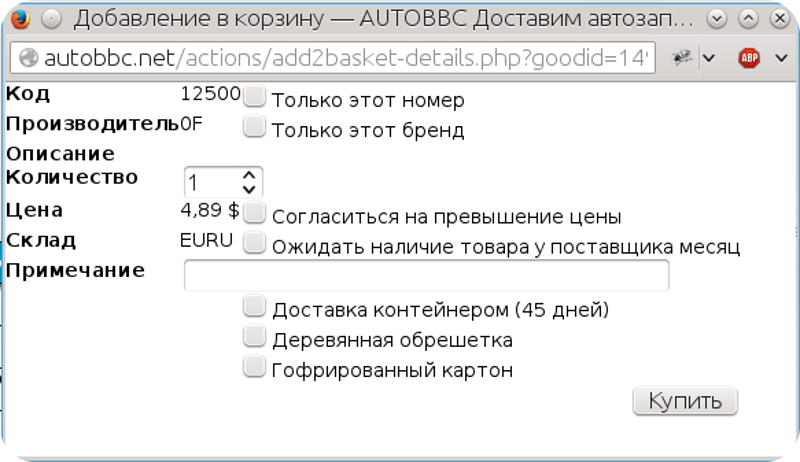 Добавление в корзину — AUTOBBC Доставим автозап...
autobbc.net/actions/add2basket-details.php?goodid=14
ABP
Код 12500 Только этот номер
Производитель 0F Только этот бренд
Описание
Количество 1
Цена 4,89 $ Согласиться на превышение цены
Склад EURU Ожидать наличие товара у поставщика месяц
Примечание
Доставка контейнером (45 дней)
Деревянная обрешетка
Гофрированный картон
Купить